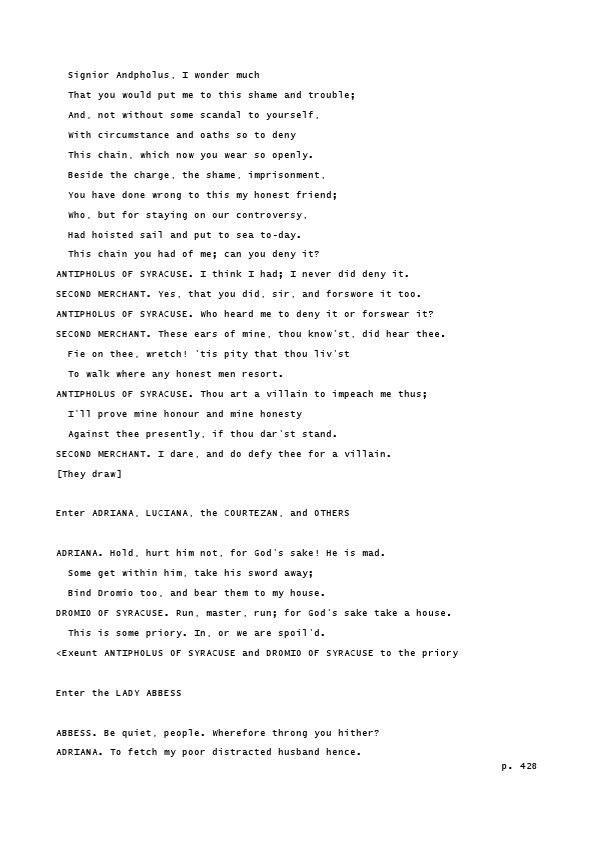 Signior Andpholus, I wonder much
That you would put me to this shame and trouble;
And, not without some scandal to yourself,
With circumstance and oaths so to deny
This chain, which now you wear so openly.
Beside the charge, the shame, imprisonment,
You have done wrong to this my honest friend;
Who, but for staying on our controversy,
Had hoisted sail and put to sea to-day.
This chain you had of me; can you deny it?
ANTIPHOLUS OF SYRACUSE. I think I had; I never did deny it.
SECOND MERCHANT. Yes, that you did, sir, and forswore it too.
ANTIPHOLUS OF SYRACUSE. Who heard me to deny it or forswear it?
SECOND MERCHANT. These ears of mine, thou know'st, did hear thee.
Fie on thee, wretch! 'tis pity that thou liv'st
To walk where any honest men resort.
ANTIPHOLUS OF SYRACUSE. Thou art a villain to impeach me thus;
I'll prove mine honour and mine honesty
Against thee presently, if thou dar'st stand.
SECOND MERCHANT. I dare, and do defy thee for a villain.
[They draw]
Enter ADRIANA, LUCIANA, the COURTEZAN, and OTHERS
ADRIANA. Hold, hurt him not, for God's sake! He is mad.
Some get within him, take his sword away;
Bind Dromio too, and bear them to my house.
DROMIO OF SYRACUSE. Run, master, run; for God's sake take a house.
This is some priory. In, or we are spoil'd.
<Exeunt ANTIPHOLUS OF SYRACUSE and DROMIO OF SYRACUSE to the priory
Enter the LADY ABBESS
ABBESS. Be quiet, people. Wherefore throng you hither?
ADRIANA. To fetch my poor distracted husband hence.
p. 428